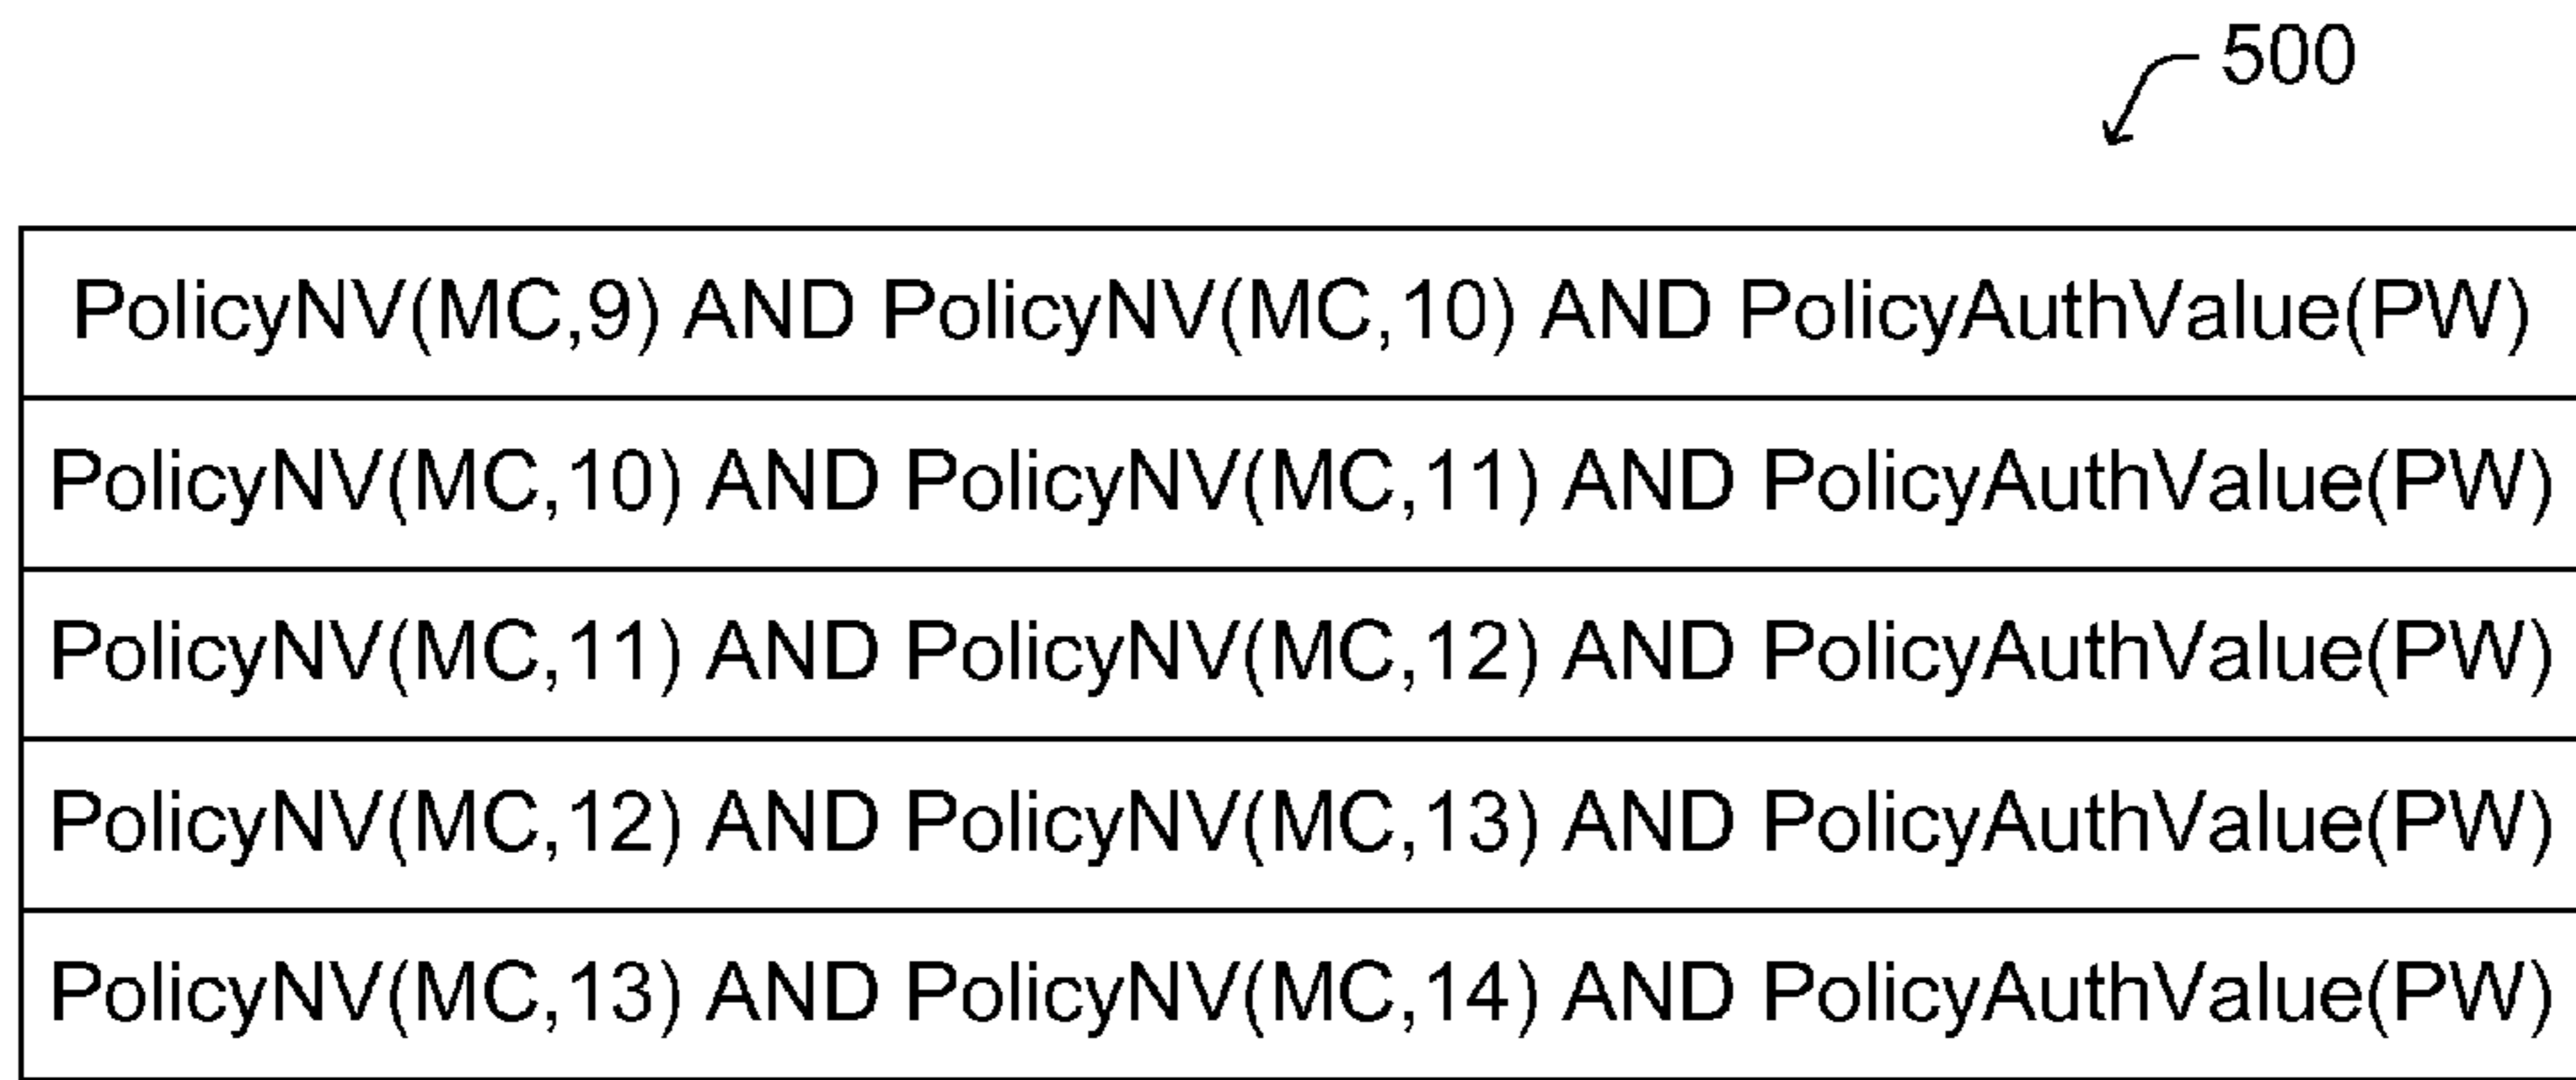 500
PolicyNV(MC,9) AND PolicyNV(MC,10) AND PolicyAuthValue(PW)
PolicyNV(MC,10) AND PolicyNV(MC,11) AND PolicyAuthValue(PW)
PolicyNV(MC,11) AND PolicyNV(MC,12) AND PolicyAuthValue(PW)
PolicyNV(MC,12) AND PolicyNV(MC,13) AND PolicyAuthValue(PW)
PolicyNV(MC,13) AND PolicyNV(MC,14) AND PolicyAuthValue(PW)